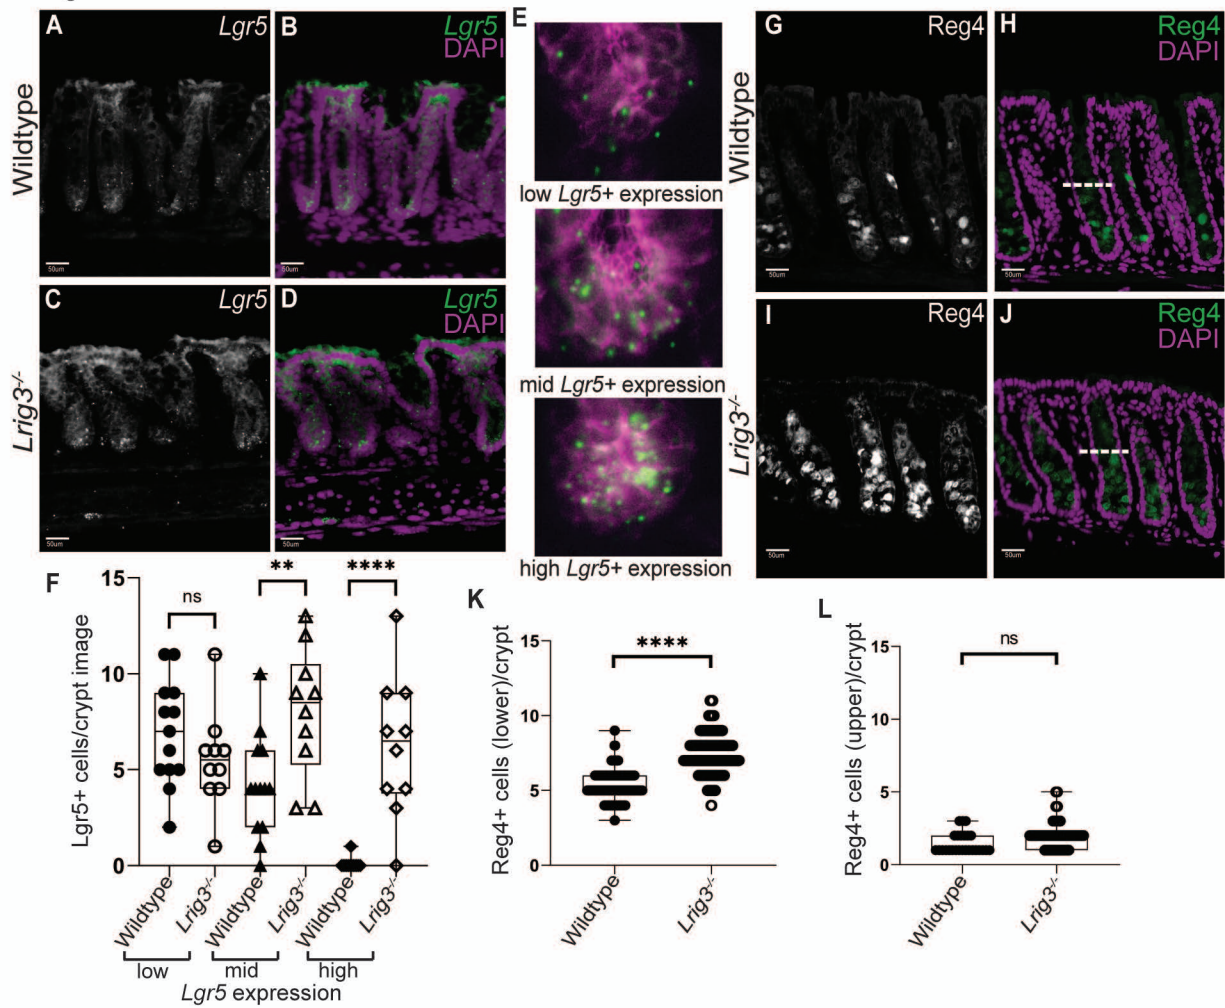 A
Lgr5
B
Lgr5
DAPI
Wildtype
50um
50um
C
Lgr5
D
Lgr5
DAPI
Lrig3-/-
50um
50um
E
low Lgr5+ expression
mid Lgr5+ expression
high Lgr5+ expression
G
Reg4
H
Reg4
DAPI
Wildtype
50um
50um
I
Reg4
J
Reg4
DAPI
Lrig3-/-
50um
50um
F
Lgr5+ cells/crypt image
15
10
5
0
ns
**
****
Wildtype
Lrig3-/-
Wildtype
Lrig3-/-
Wildtype
Lrig3-/-
low
mid
high
Lgr5 expression
K
Reg4+ cells (lower)/crypt
15
10
5
0
****
Wildtype
Lrig3-/-
L
Reg4+ cells (upper)/crypt
15
10
5
0
ns
Wildtype
Lrig3-/-